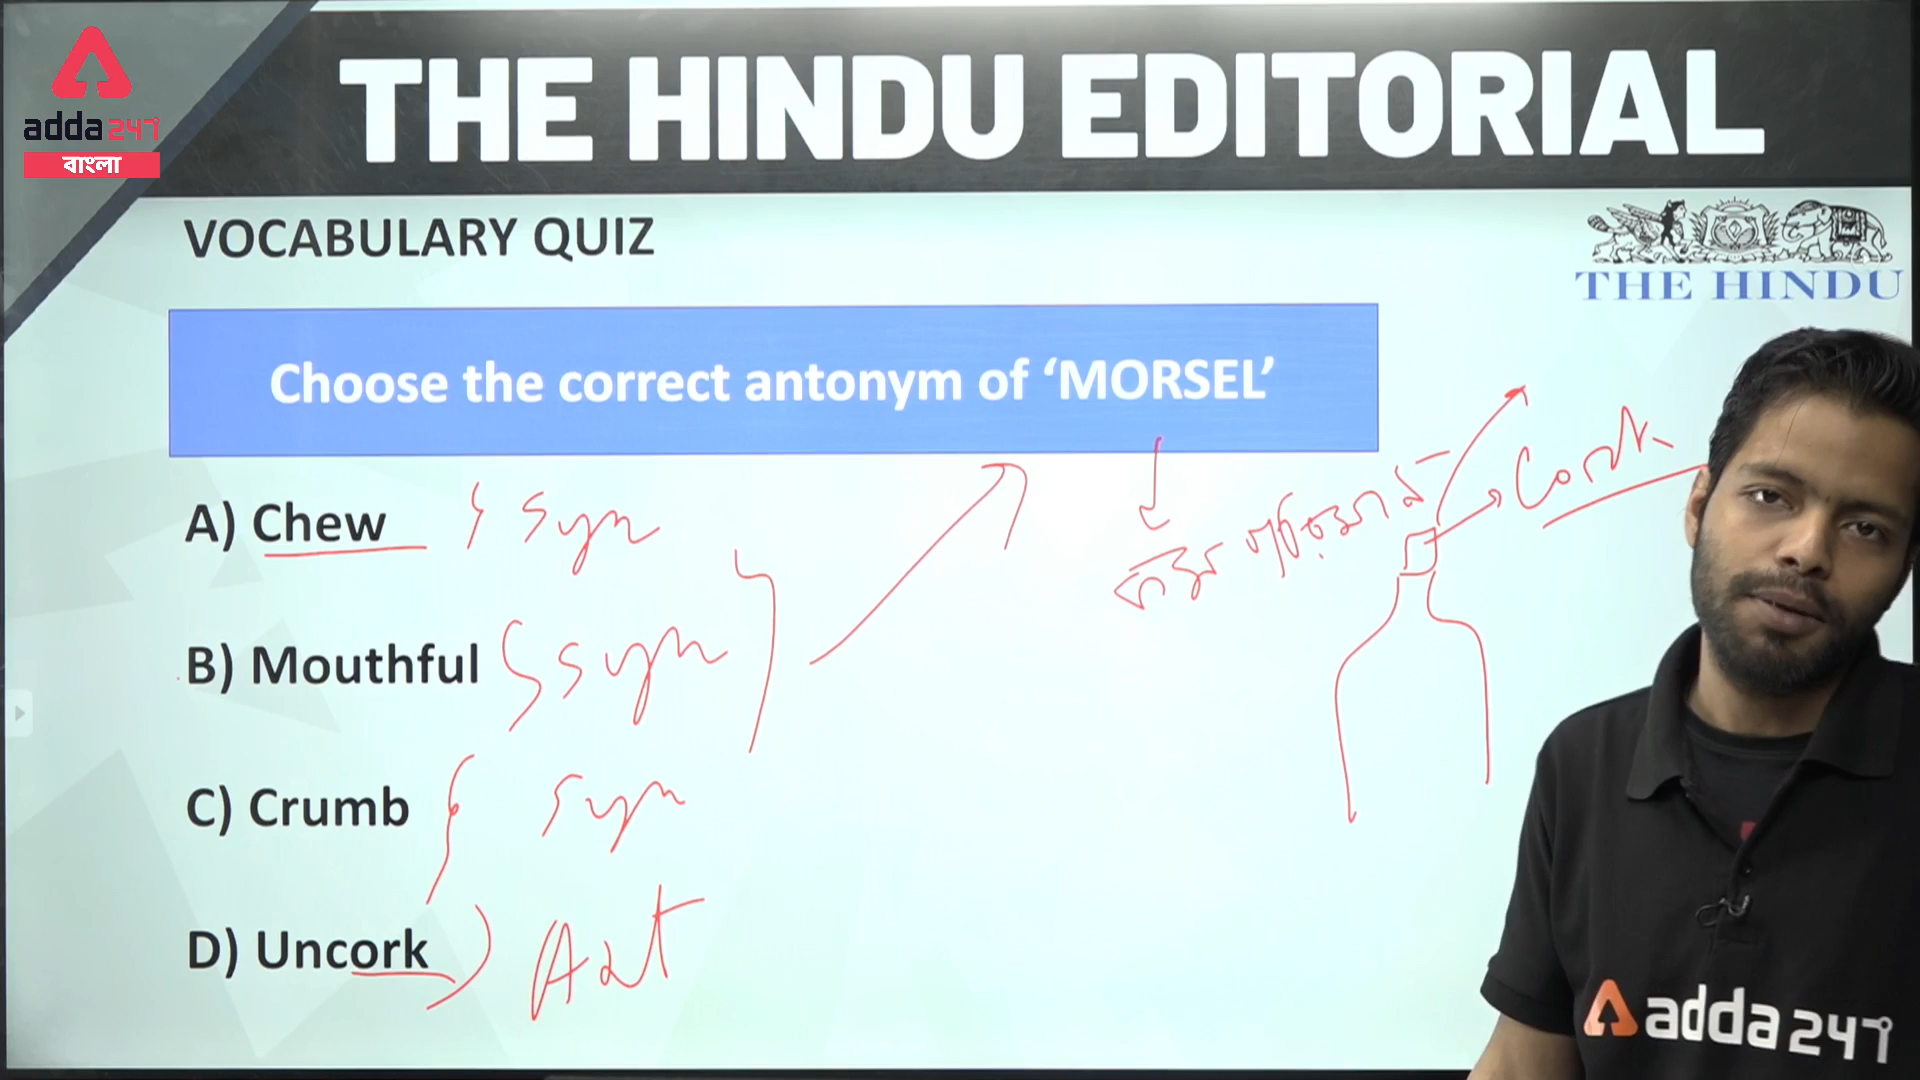 adda 247
বাংলা
THE HINDU EDITORIAL
THE HINDU
VOCABULARY QUIZ
Choose the correct antonym of ‘MORSEL’
A) Chew
syn
B) Mouthful
syn
C) Crumb
syn
D) Uncork
Ant
Cork
adda 247